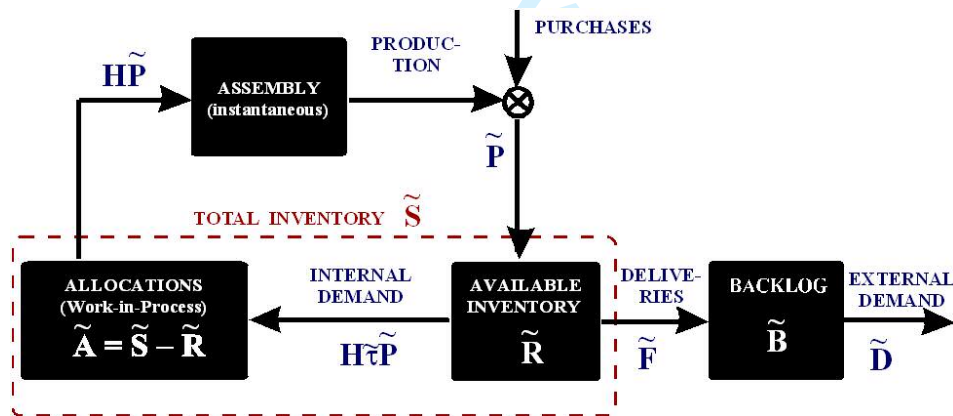 PURCHASES
PRODUC-
TION
HP̃
ASSEMBLY
(instantaneous)
P̃
TOTAL INVENTORY S̃
ALLOCATIONS
(Work-in-Process)
Ã = S̃ – R̃
INTERNAL
DEMAND
Hτ̃P̃
AVAILABLE
INVENTORY
R̃
DELIVE-
RIES
F̃
BACKLOG
B̃
EXTERNAL
DEMAND
D̃